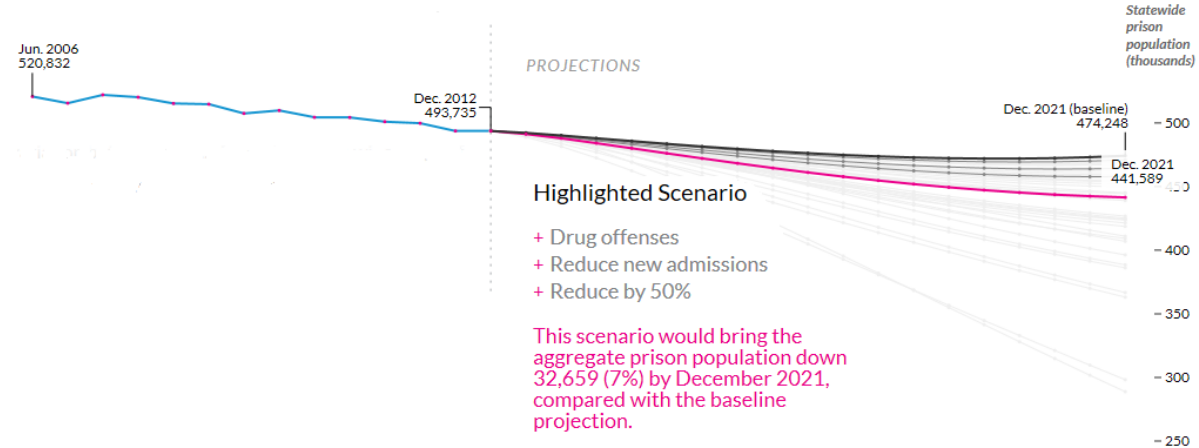 Statewide
prison
population
(thousands)
Jun. 2006
520,832
PROJECTIONS
Dec. 2012
493,735
Dec. 2021 (baseline)
474,248
500
Dec. 2021
441,589
Highlighted Scenario
+ Drug offenses
+ Reduce new admissions
+ Reduce by 50%
400
350
300
250
This scenario would bring the
aggregate prison population down
32,659 (7%) by December 2021,
compared with the baseline
projection.